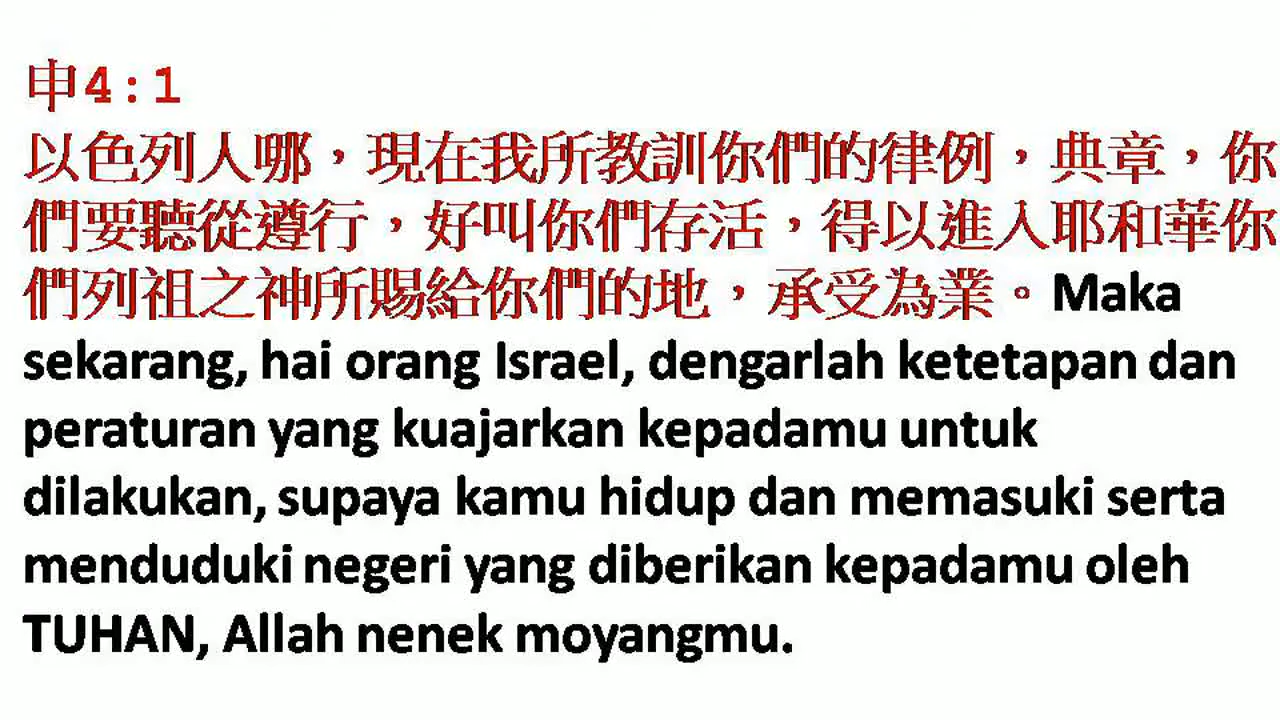 申4:1
以色列人哪，現在我所教訓你們的律例，典章，你
們要聽從遵行，好叫你們存活，得以進入耶和華你
們列祖之神所賜給你們的地，承受為業。Maka
sekarang, hai orang Israel, dengarlah ketetapan dan
peraturan yang kuajarkan kepadamu untuk
dilakukan, supaya kamu hidup dan memasuki serta
menduduki negeri yang diberikan kepadamu oleh
TUHAN, Allah nenek moyangmu.